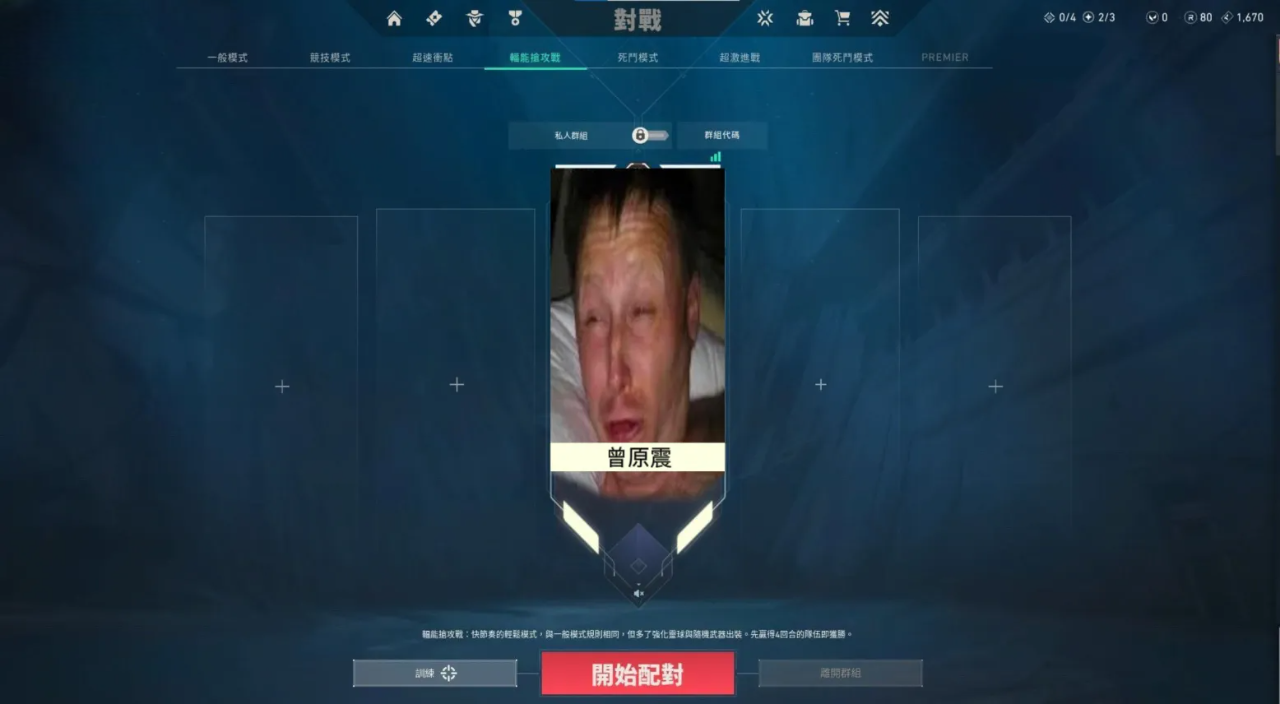 對戰
0/4
2/3
0
80
1,670
一般模式
競技模式
超速衝點
輻能搶攻戰
死鬥模式
超激進戰
團隊死鬥模式
PREMIER
私人群組
群組代碼
曾原震
輻能搶攻戰：快節奏的輕鬆模式，與一般模式規則相同，但多了強化靈球與隨機武器出裝。先贏得4回合的隊伍即獲勝。
訓練
開始配對
離開群組